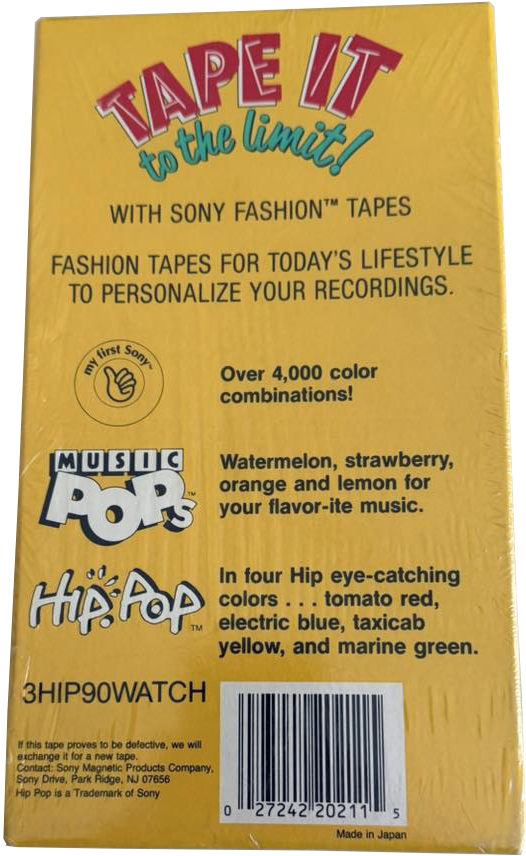 TAPE IT
to the limit!
WITH SONY FASHION™ TAPES
FASHION TAPES FOR TODAY'S LIFESTYLE
TO PERSONALIZE YOUR RECORDINGS.
my first Sony™
Over 4,000 color
combinations!
MUSIC
POPS™
Watermelon, strawberry,
orange and lemon for
your flavor-ite music.
HIP POP™
In four Hip eye-catching
colors . . . tomato red,
electric blue, taxicab
yellow, and marine green.
3HIP90WATCH
If this tape proves to be defective, we will
exchange it for a new tape.
Contact: Sony Magnetic Products Company,
Sony Drive, Park Ridge, NJ 07656
Hip Pop is a Trademark of Sony
0 27242 20211 5
Made in Japan